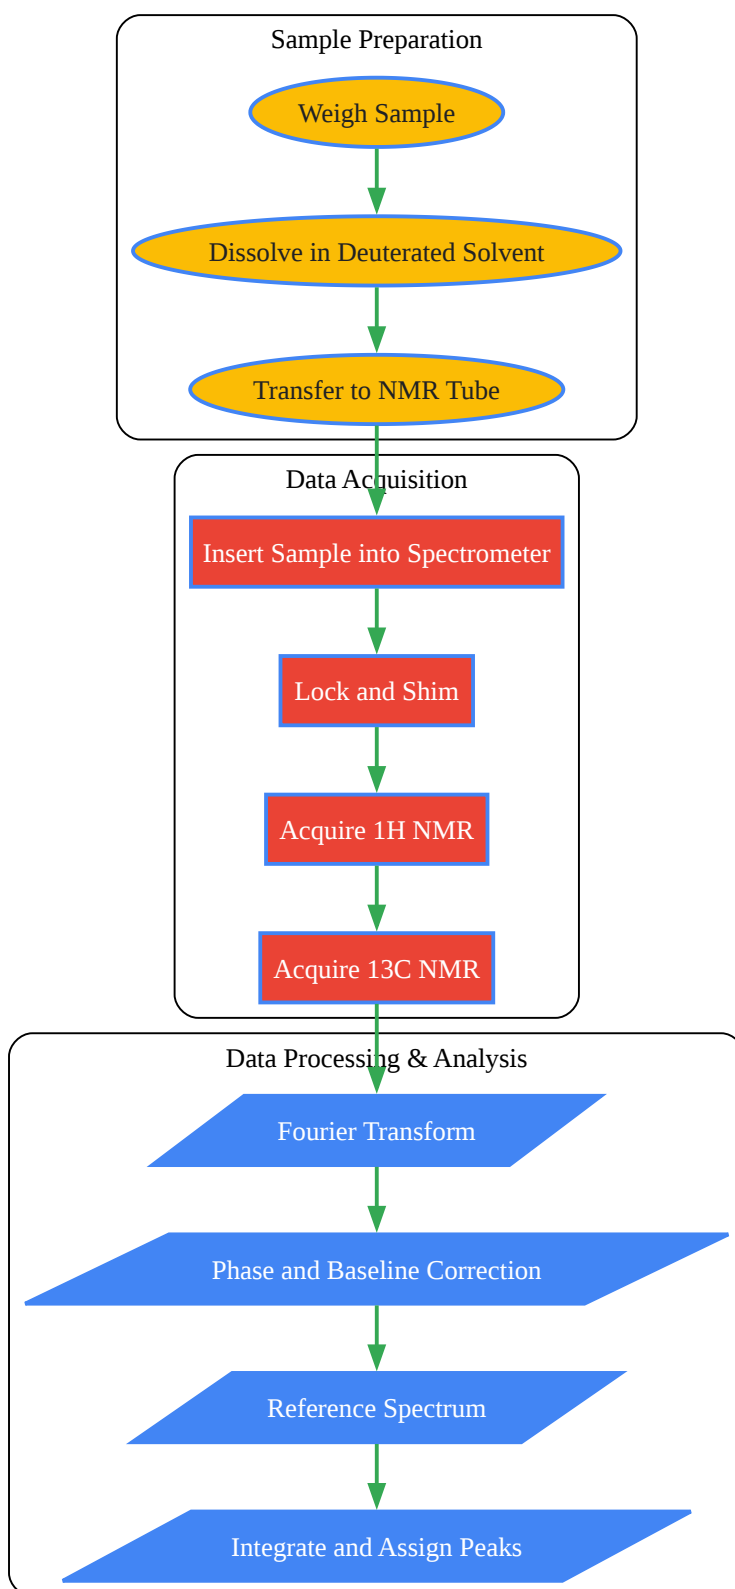 Sample Preparation
Weigh Sample
Dissolve in Deuterated Solvent
Transfer to NMR Tube
Data Acquisition
Insert Sample into Spectrometer
Lock and Shim
Acquire 1H NMR
Acquire 13C NMR
Data Processing & Analysis
Fourier Transform
Phase and Baseline Correction
Reference Spectrum
Integrate and Assign Peaks